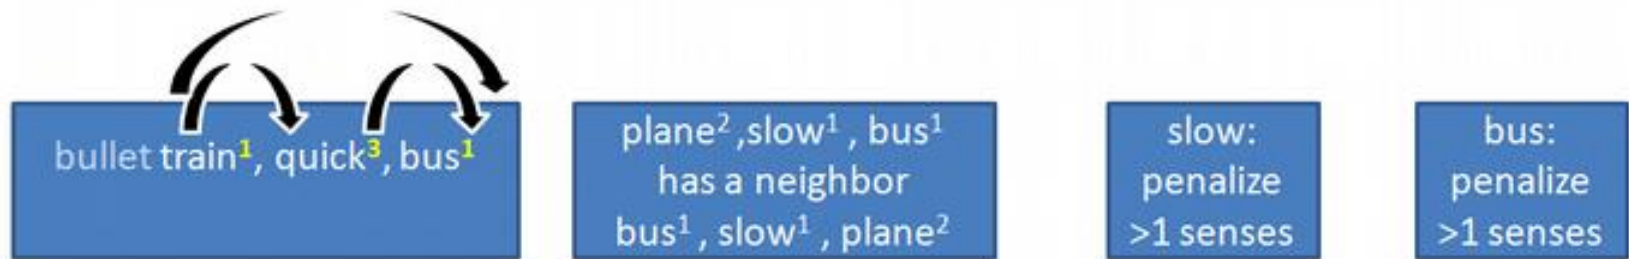 bullet train¹, quick³, bus¹
plane² ,slow¹ , bus¹
has a neighbor
bus¹ , slow¹ , plane²
slow:
penalize
>1 senses
bus:
penalize
>1 senses